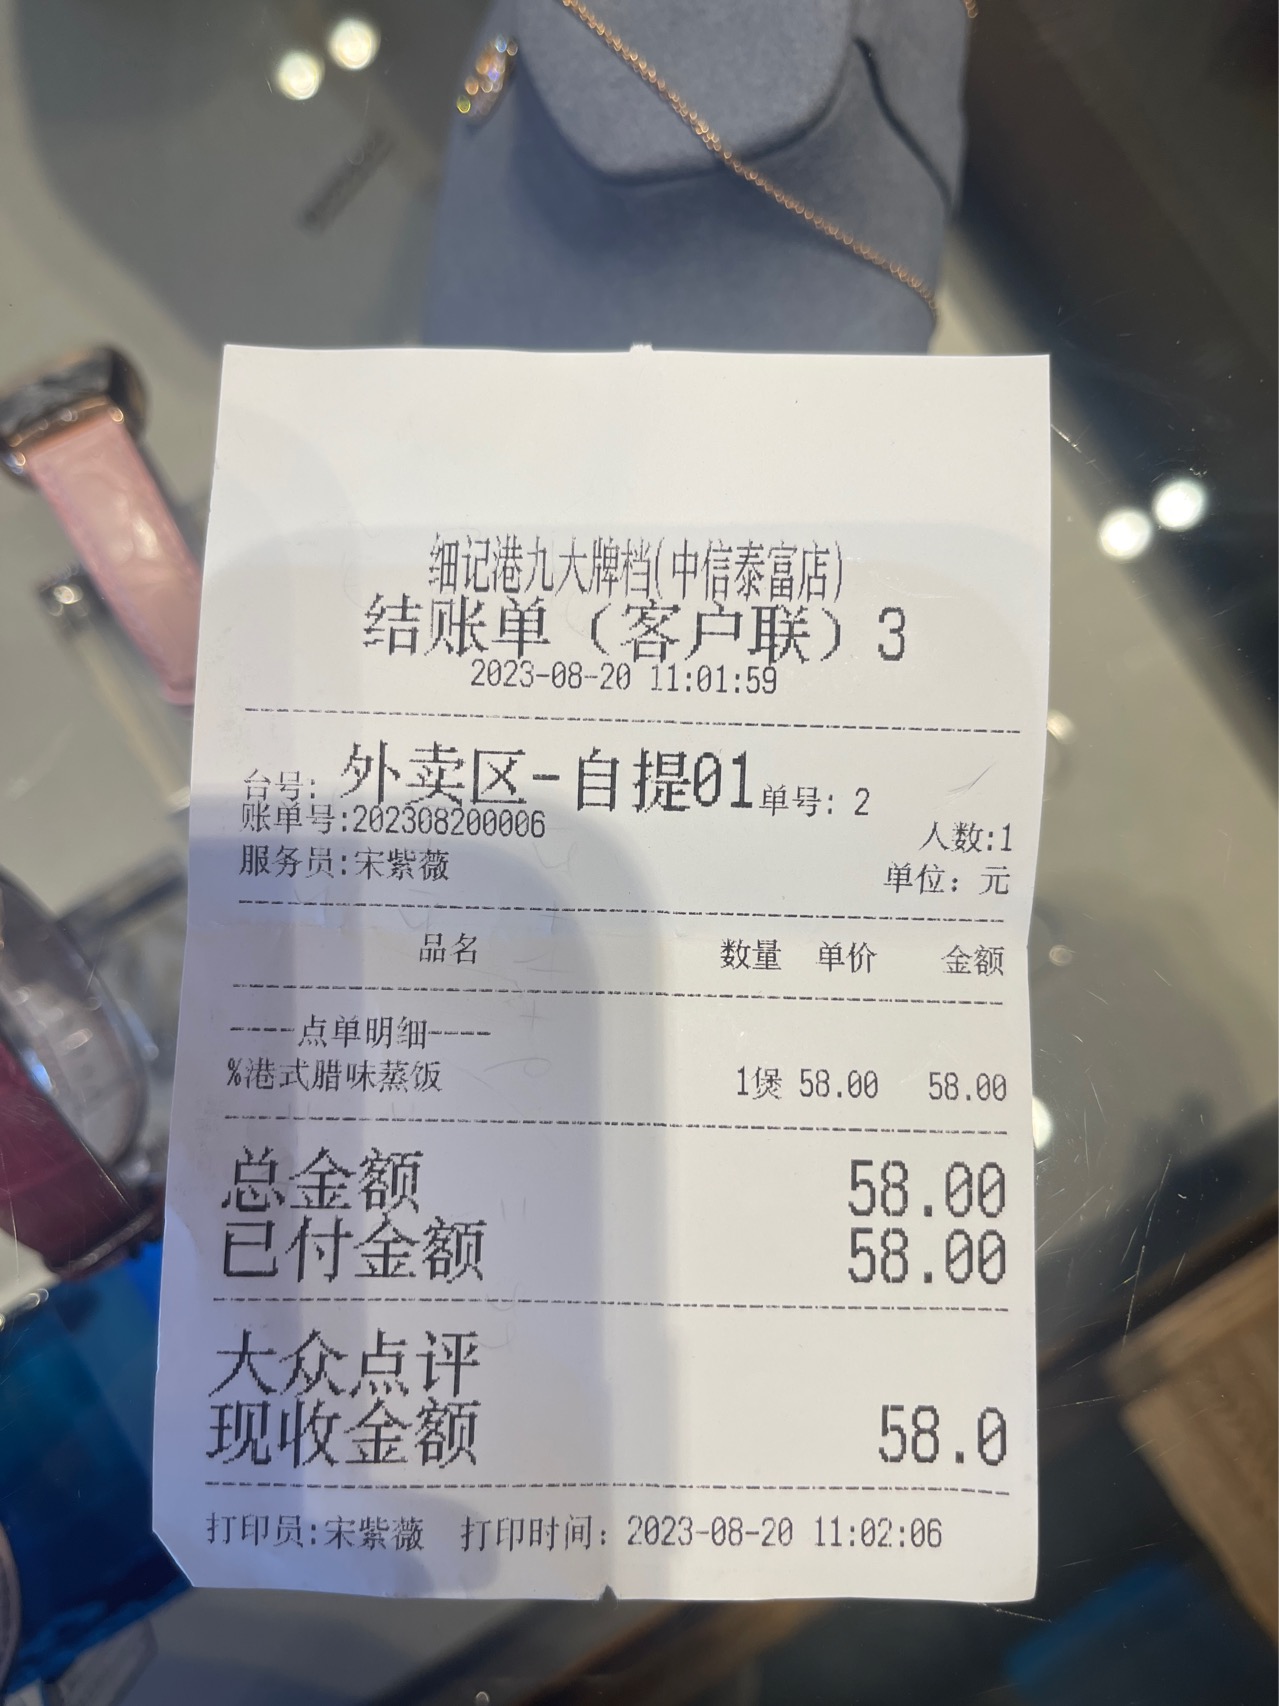 细记港九大牌档(中信泰富店)
结账单（客户联）3
2023-08-20 11:01:59
台号: 外卖区-自提01 单号: 2
账单号:202308200006
人数:1
服务员:宋紫薇
单位: 元
品名 数量 单价 金额
----点单明细----
%港式腊味蒸饭 1煲 58.00 58.00
总金额 58.00
已付金额 58.00
大众点评
现收金额 58.0
打印员:宋紫薇 打印时间: 2023-08-20 11:02:06